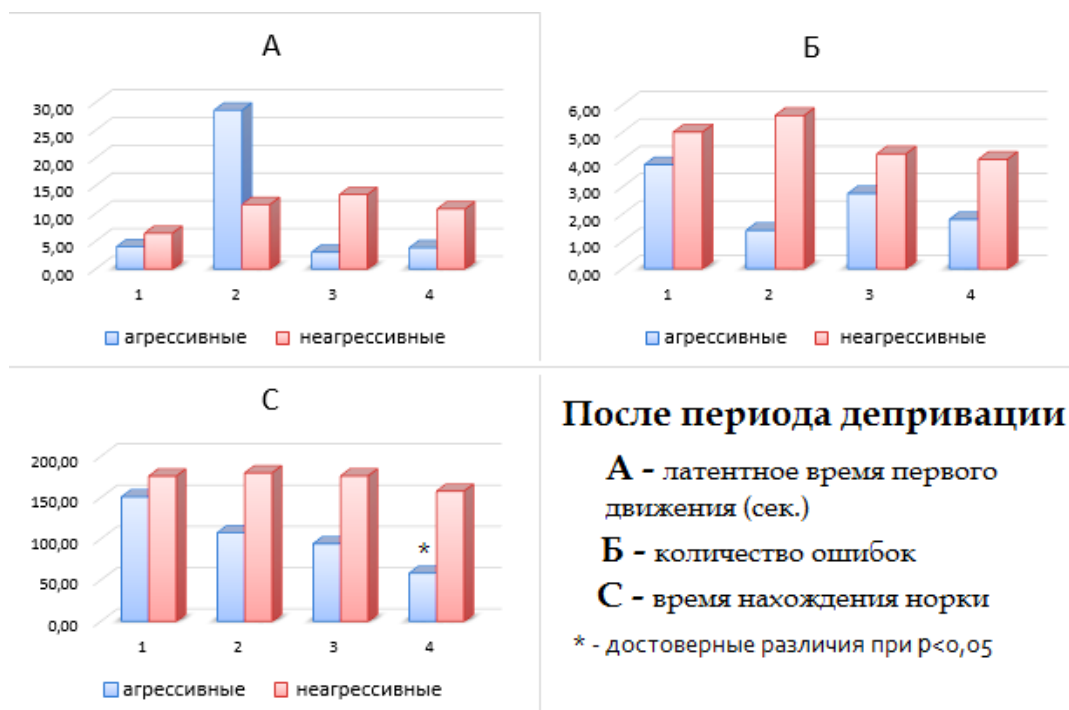 А
30,00
25,00
20,00
15,00
10,00
5,00
0,00
1 2 3 4
агрессивные неагрессивные
Б
6,00
5,00
4,00
3,00
2,00
1,00
0,00
1 2 3 4
агрессивные неагрессивные
С
200,00
150,00
100,00
50,00
0,00
*
1 2 3 4
агрессивные неагрессивные
После периода депривации
А - латентное время первого
движения (сек.)
Б - количество ошибок
С - время нахождения норки
* - достоверные различия при р<0,05